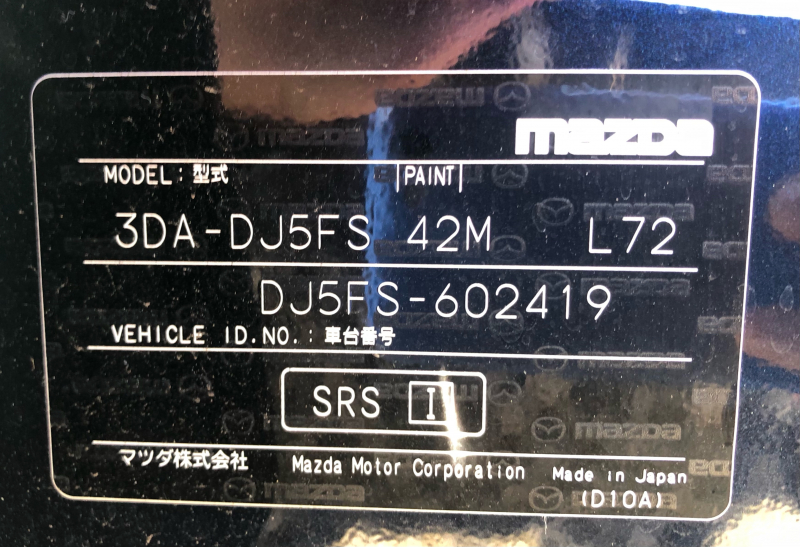 mazda
MODEL：型式 |PAINT|
3DA-DJ5FS 42M L72
DJ5FS-602419
VEHICLE ID.NO.：車台番号
SRS I
マツダ株式会社 Mazda Motor Corporation Made in Japan
(D10A)